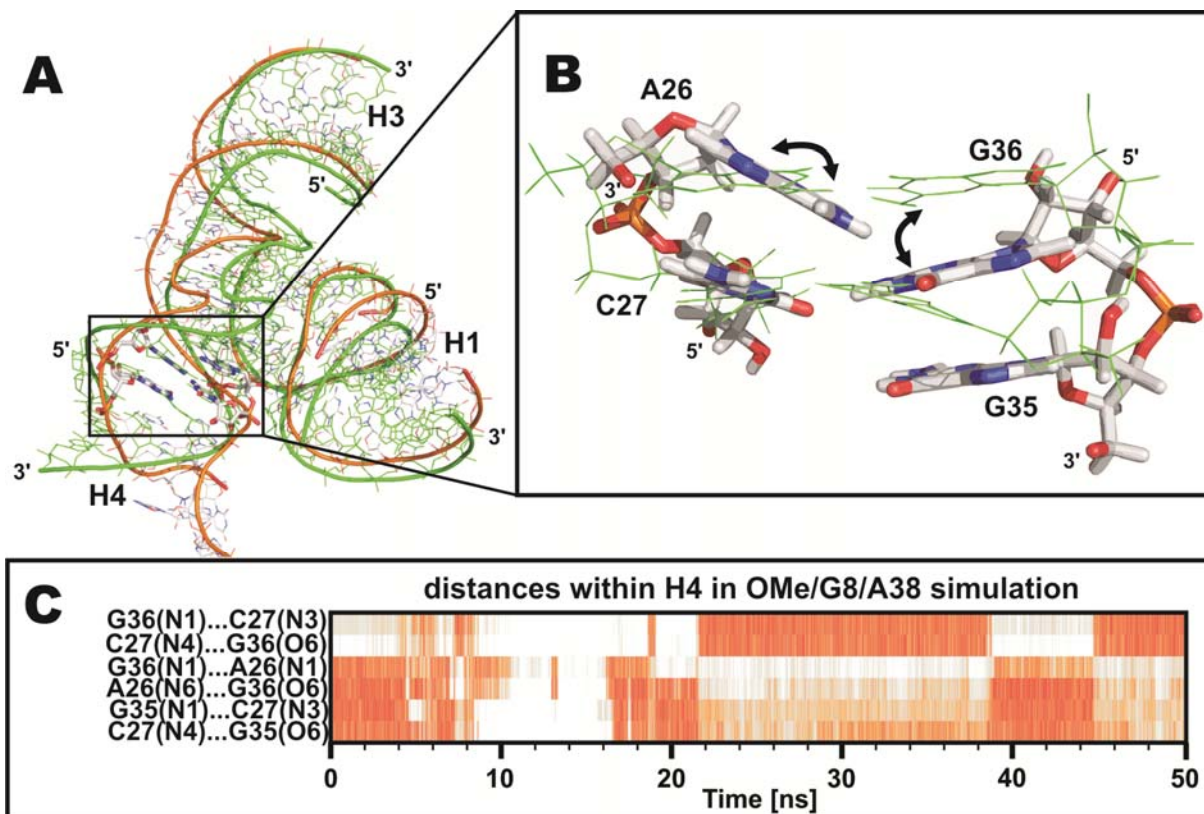 A
3'
H3
5'
5'
H1
5'
3'
3'
H4
B
A26
G36
5'
3'
C27
5'
G35
3'
C
distances within H4 in OMe/G8/A38 simulation
G36(N1)...C27(N3)
C27(N4)...G36(O6)
G36(N1)...A26(N1)
A26(N6)...G36(O6)
G35(N1)...C27(N3)
C27(N4)...G35(O6)
0 10 20 30 40 50
Time [ns]